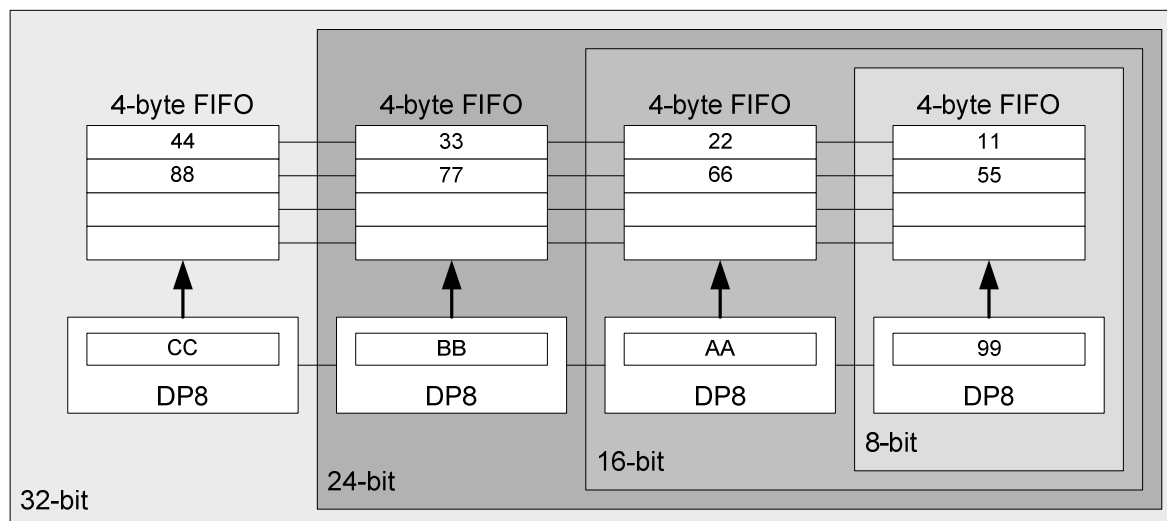 4-byte FIFO 4-byte FIFO 4-byte FIFO 4-byte FIFO
44 33 22 11
88 77 66 55
CC BB AA 99
DP8 DP8 DP8 DP8
8-bit
16-bit
24-bit
32-bit